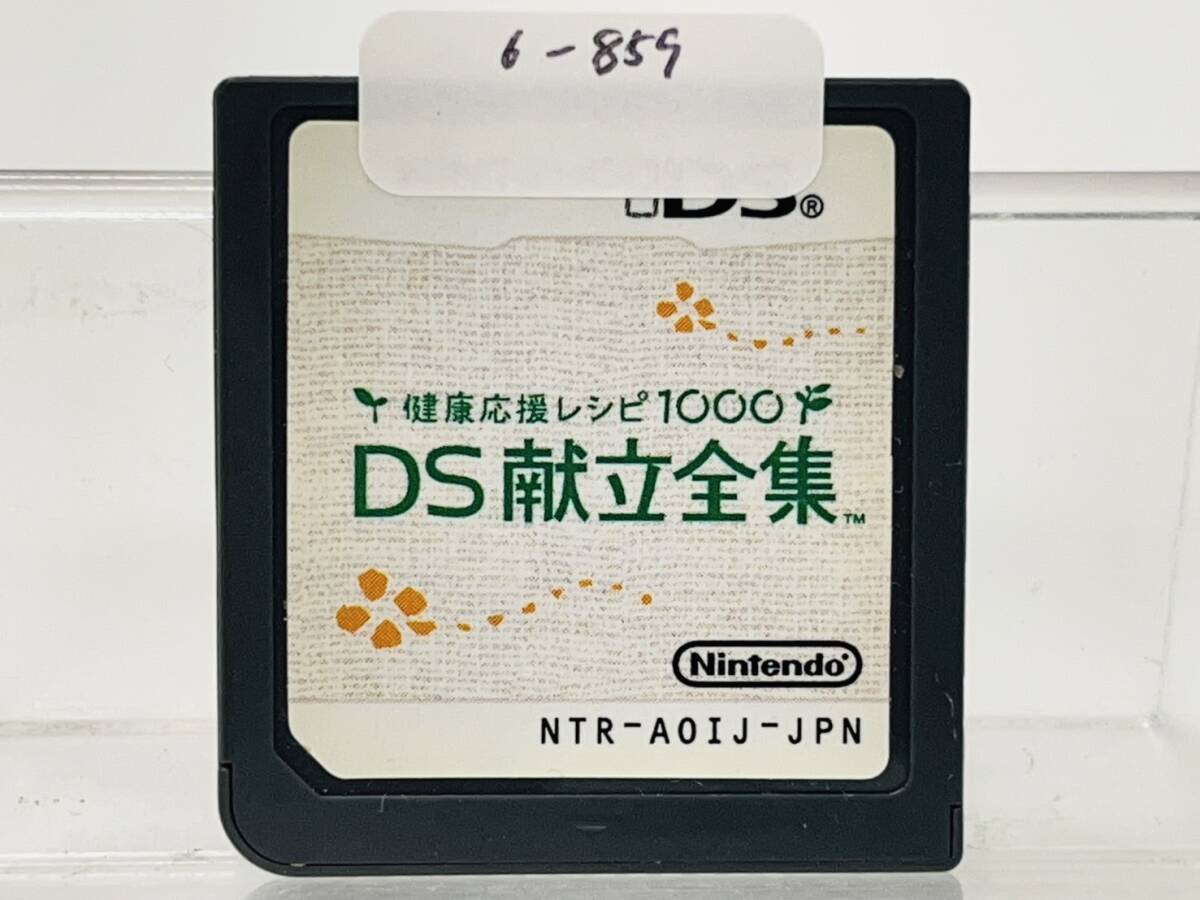 6-859
DS®
健康応援レシピ1000
DS献立全集™
Nintendo®
NTR-AOIJ-JPN